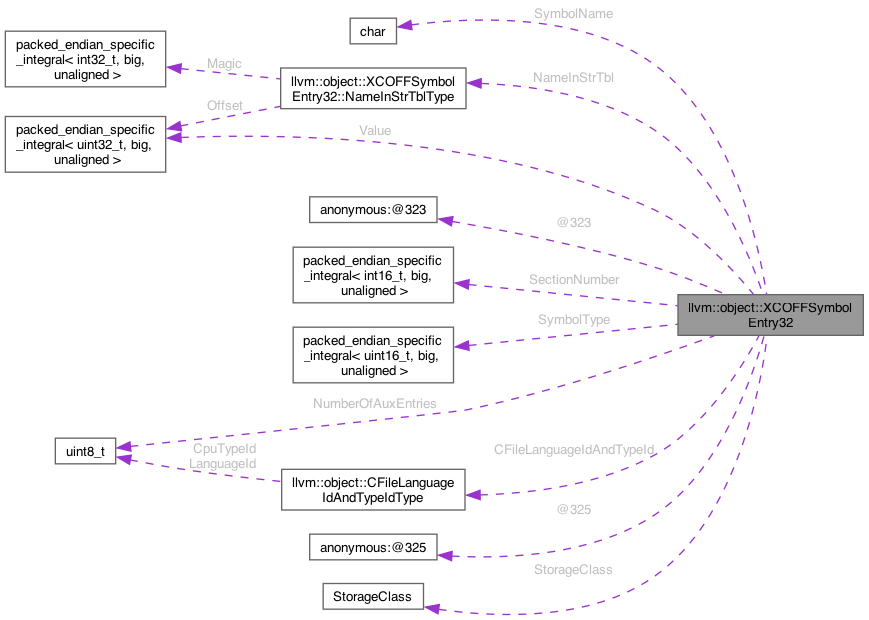 SymbolName
char
packed_endian_specific
_integral< int32_t, big,
unaligned >
Magic
llvm::object::XCOFFSymbol
Entry32::NameInStrTblType
NameInStrTbl
Offset
packed_endian_specific
_integral< uint32_t, big,
unaligned >
Value
anonymous:@323
@323
packed_endian_specific
_integral< int16_t, big,
unaligned >
SectionNumber
llvm::object::XCOFFSymbol
Entry32
SymbolType
packed_endian_specific
_integral< uint16_t, big,
unaligned >
NumberOfAuxEntries
uint8_t
CpuTypeId
LanguageId
CFileLanguageIdAndTypeId
llvm::object::CFileLanguage
IdAndTypeIdType
@325
anonymous:@325
StorageClass
StorageClass